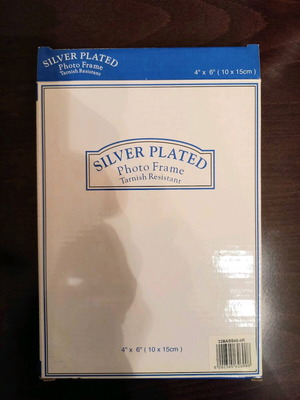 SILVER PLATED
Photo Frame
Tarnish Resistant
4" x 6" ( 10 x 15cm )
SILVER PLATED
Photo Frame
Tarnish Resistant
4" x 6" ( 10 x 15cm )